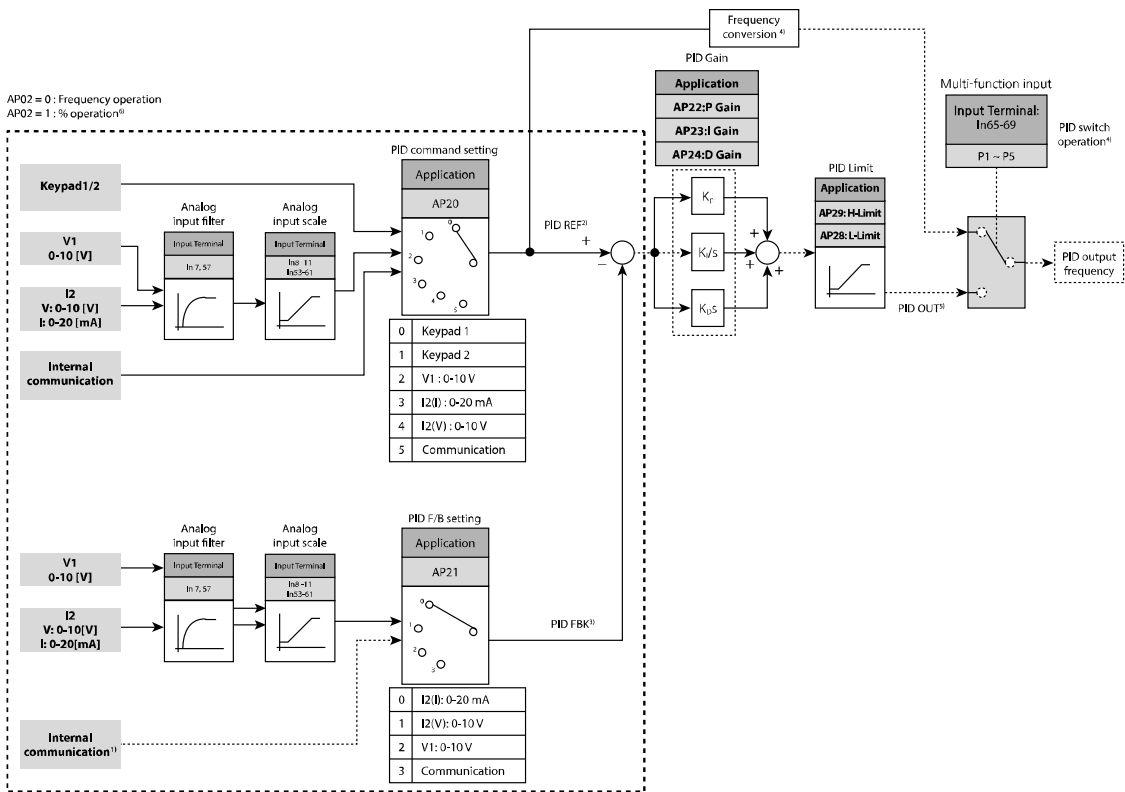 Frequency
conversion 4)
PID Gain
Application
AP22:P Gain
AP23:I Gain
AP24:D Gain
Multi-function input
Input Terminal:
In65-69
P1 ~ P5
PID switch
operation4)
AP02 = 0 : Frequency operation
AP02 = 1 : % operation6)
PID command setting
Application
AP20
Keypad1/2
Analog
input filter
Input Terminal
In 7, 57
Analog
input scale
Input Terminal
In8 -11
In53-61
V1
0-10 [V]
I2
V: 0-10 [V]
I: 0-20 [mA]
Internal
communication
0
1
2
3
4
5
PID REF2)
+
−
KP
KI/s
KDs
+
+
+
PID Limit
Application
AP29: H-Limit
AP28: L-Limit
PID OUT5)
PID output
frequency
0 Keypad 1
1 Keypad 2
2 V1 : 0-10 V
3 I2(I) : 0-20 mA
4 I2(V) : 0-10 V
5 Communication
PID F/B setting
Application
AP21
Analog
input filter
Input Terminal
In 7, 57
Analog
input scale
Input Terminal
In8 -11
In53-61
V1
0-10 [V]
I2
V: 0-10[V]
I: 0-20[mA]
Internal
communication1)
0
1
2
3
PID FBK3)
0 I2(I): 0-20 mA
1 I2(V): 0-10 V
2 V1: 0-10 V
3 Communication